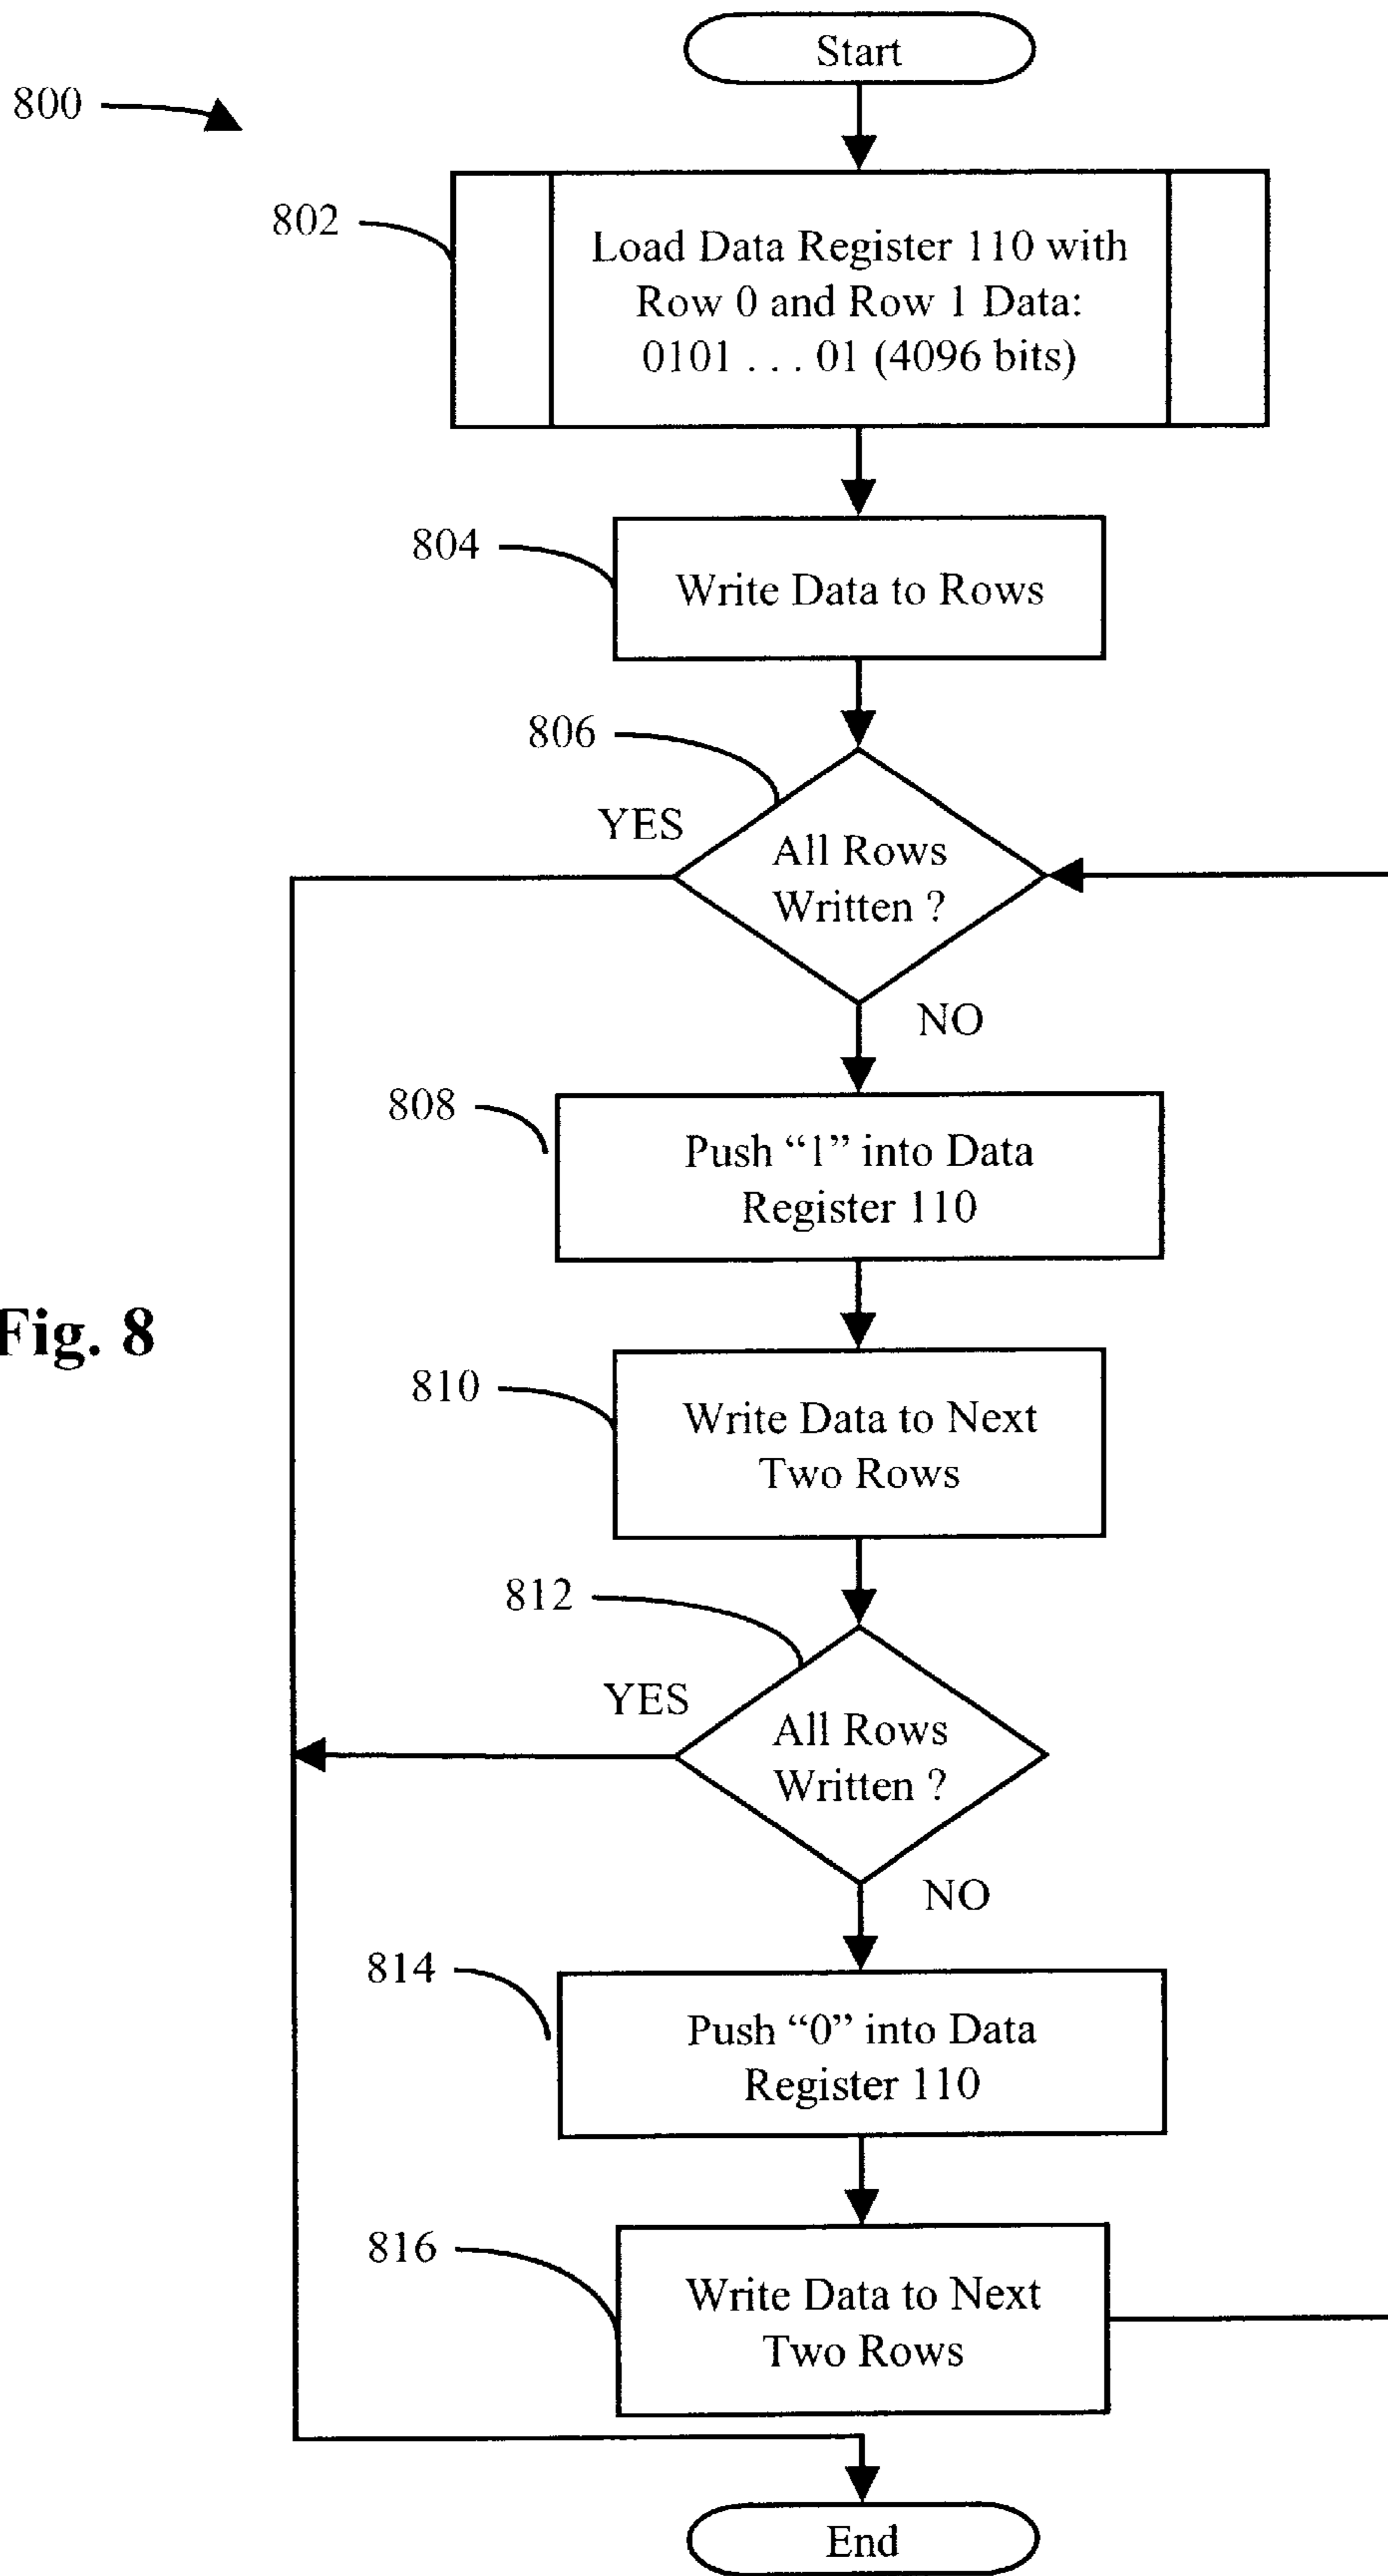 Start
800
802
Load Data Register 110 with
Row 0 and Row 1 Data:
0101 . . . 01 (4096 bits)
804
Write Data to Rows
806
YES
All Rows
Written ?
NO
808
Push “1” into Data
Register 110
Fig. 8
810
Write Data to Next
Two Rows
812
YES
All Rows
Written ?
NO
814
Push “0” into Data
Register 110
816
Write Data to Next
Two Rows
End